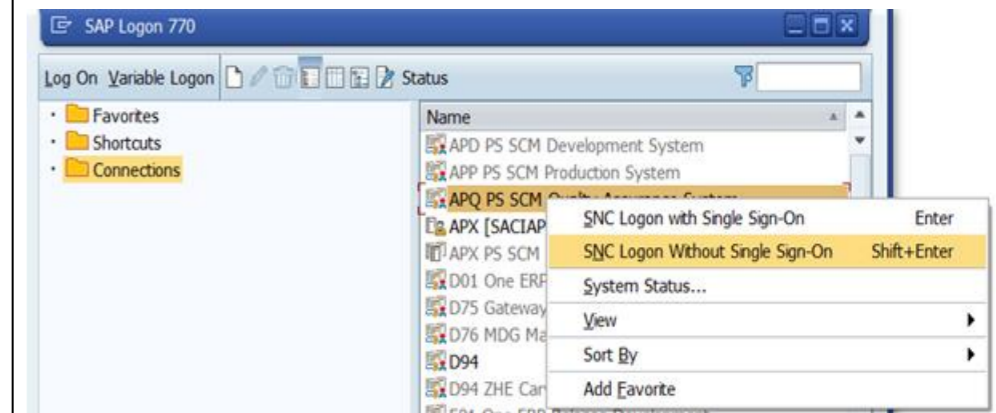 SAP Logon 770
Log On Variable Logon Status
Favorites
Shortcuts
Connections
Name
APD PS SCM Development System
APP PS SCM Production System
APQ PS SCM Quality Assurance System
APX [SACIAP
APX PS SCM
D01 One ERP
D75 Gateway
D76 MDG Ma
D94
D94 ZHE Car
SNC Logon with Single Sign-On Enter
SNC Logon Without Single Sign-On Shift+Enter
System Status...
View
Sort By
Add Favorite